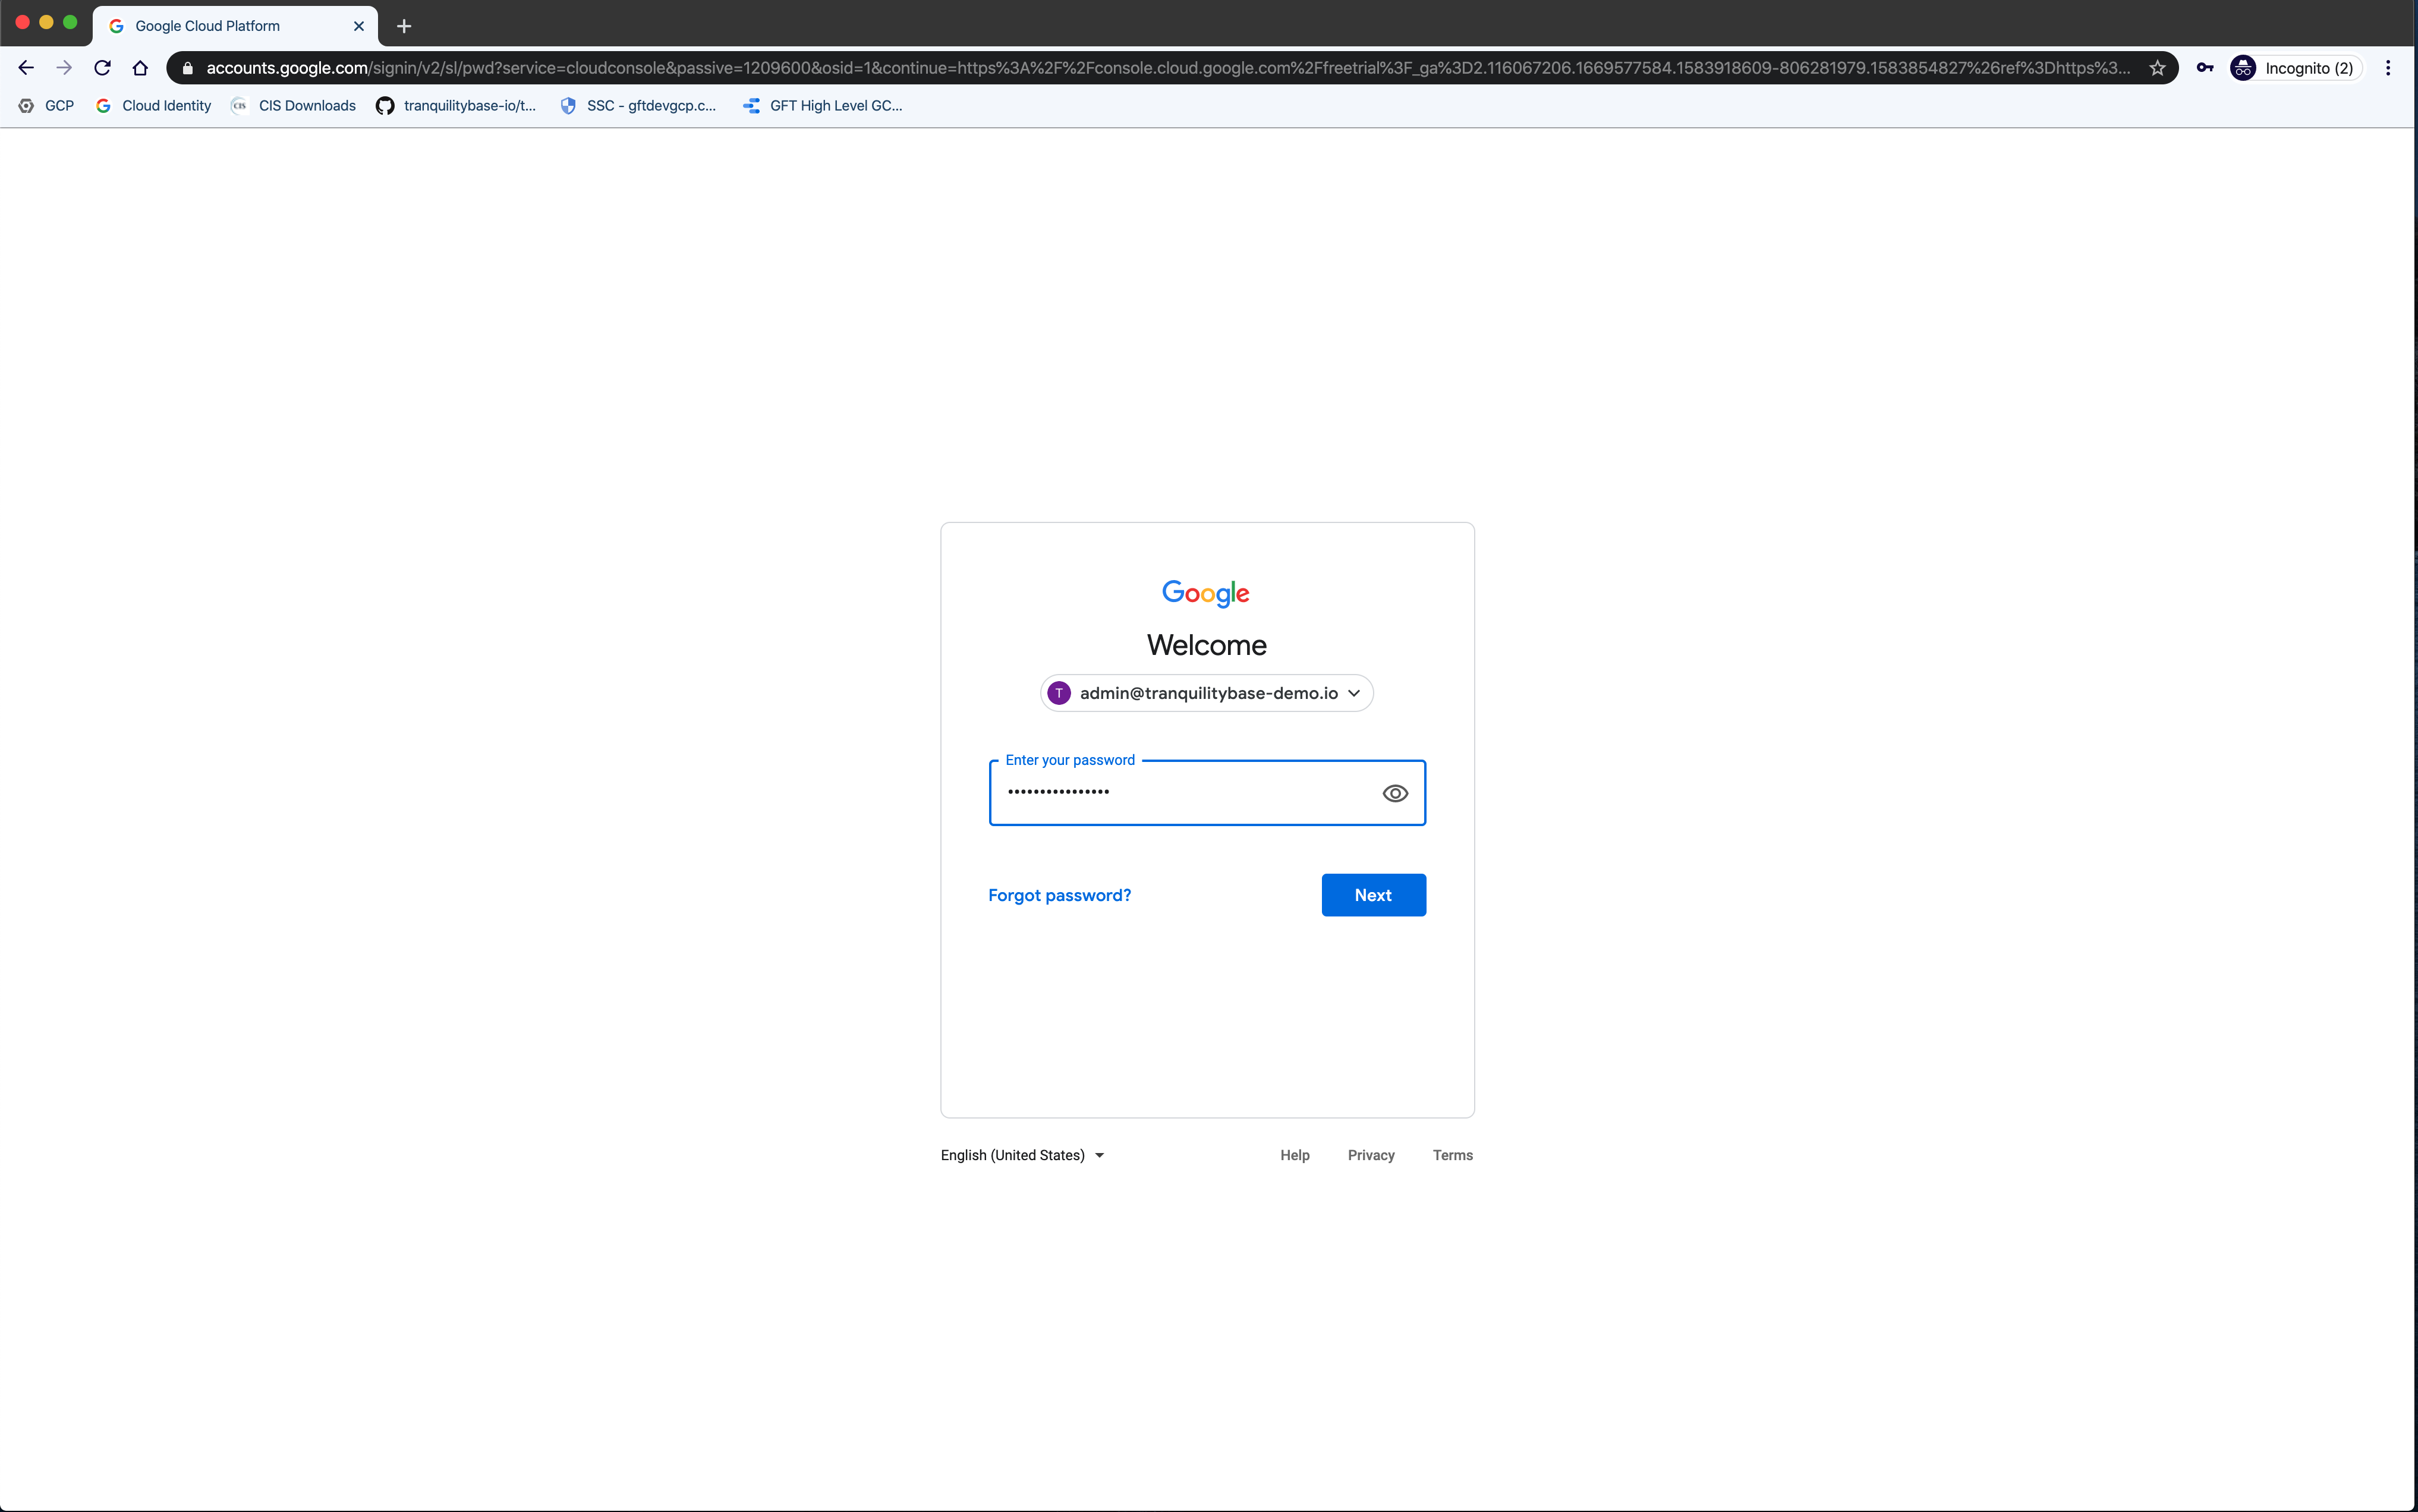 Google Cloud Platform
accounts.google.com/signin/v2/sl/pwd?service=cloudconsole&passive=1209600&osid=1&continue=https%3A%2F%2Fconsole.cloud.google.com%2Ffreetrial%3F_ga%3D2.116067206.1669577584.1583918609-806281979.1583854827%26ref%3Dhttps%3...
Incognito (2)
GCP
Cloud Identity
CIS
CIS Downloads
tranquilitybase-io/t...
SSC - gftdevgcp.c...
GFT High Level GC...
Google
Welcome
T
admin@tranquilitybase-demo.io
Enter your password
••••••••••••••••
Forgot password?
Next
English (United States)
Help
Privacy
Terms